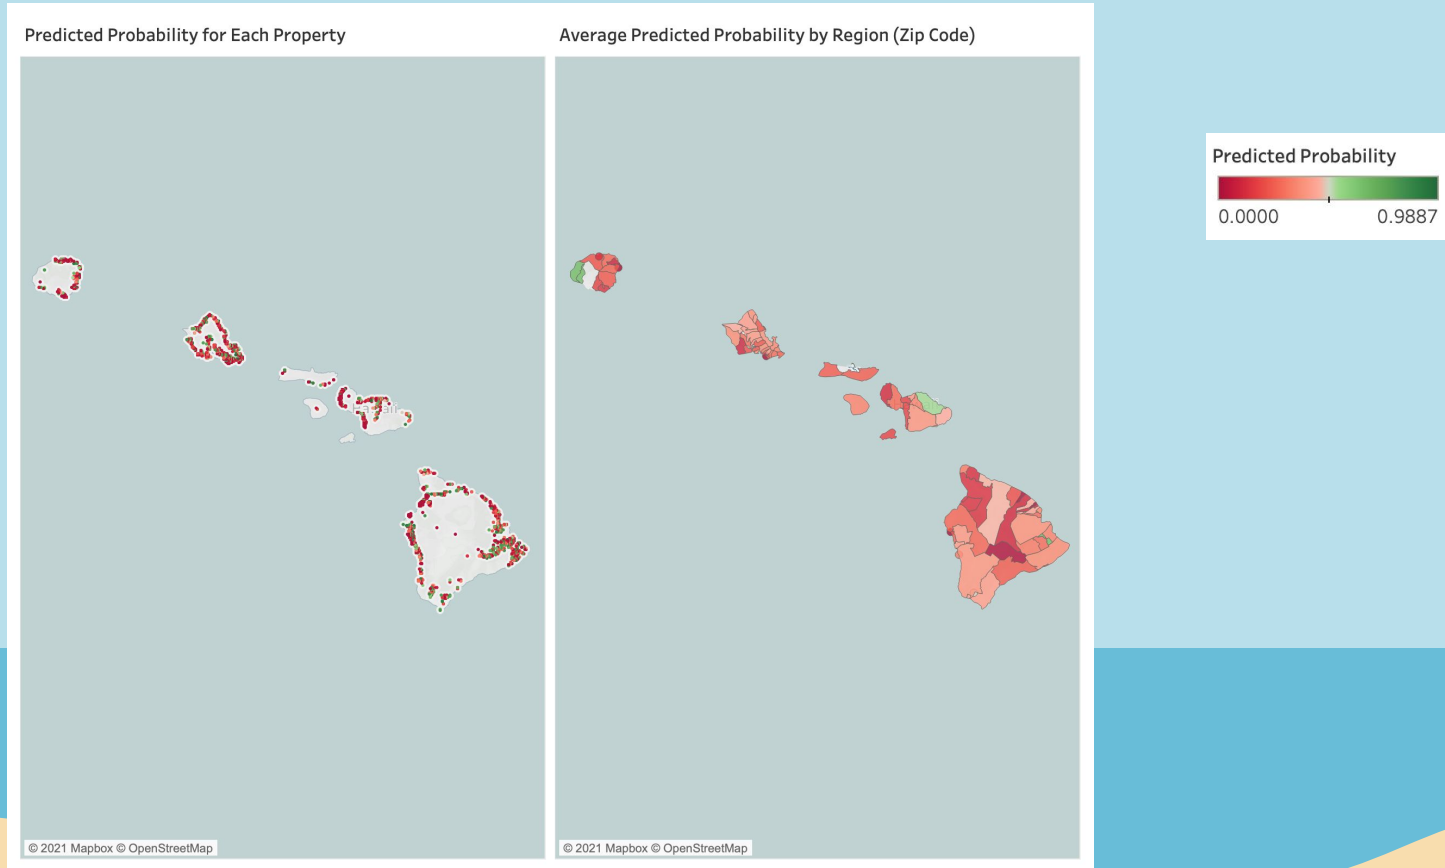 Predicted Probability for Each Property
Average Predicted Probability by Region (Zip Code)
Predicted Probability
0.0000 0.9887
© 2021 Mapbox © OpenStreetMap
© 2021 Mapbox © OpenStreetMap